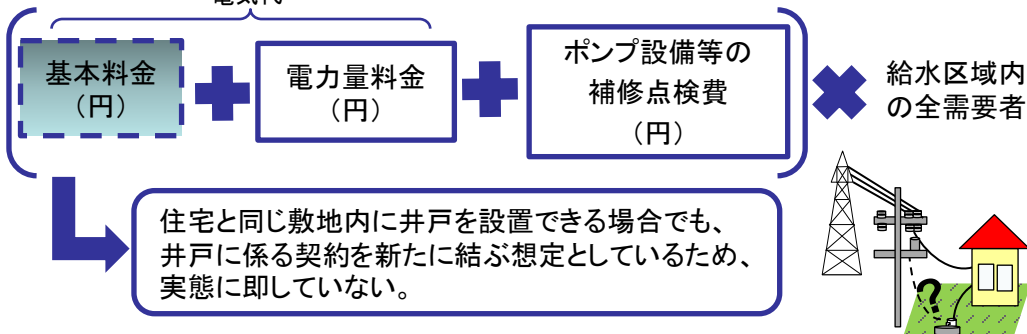 基本料金
（円）
電力量料金
（円）
ポンプ設備等の
補修点検費
（円）
給水区域内
の全需要者
住宅と同じ敷地内に井戸を設置できる場合でも、
井戸に係る契約を新たに結ぶ想定としているため、
実態に即していない。
?